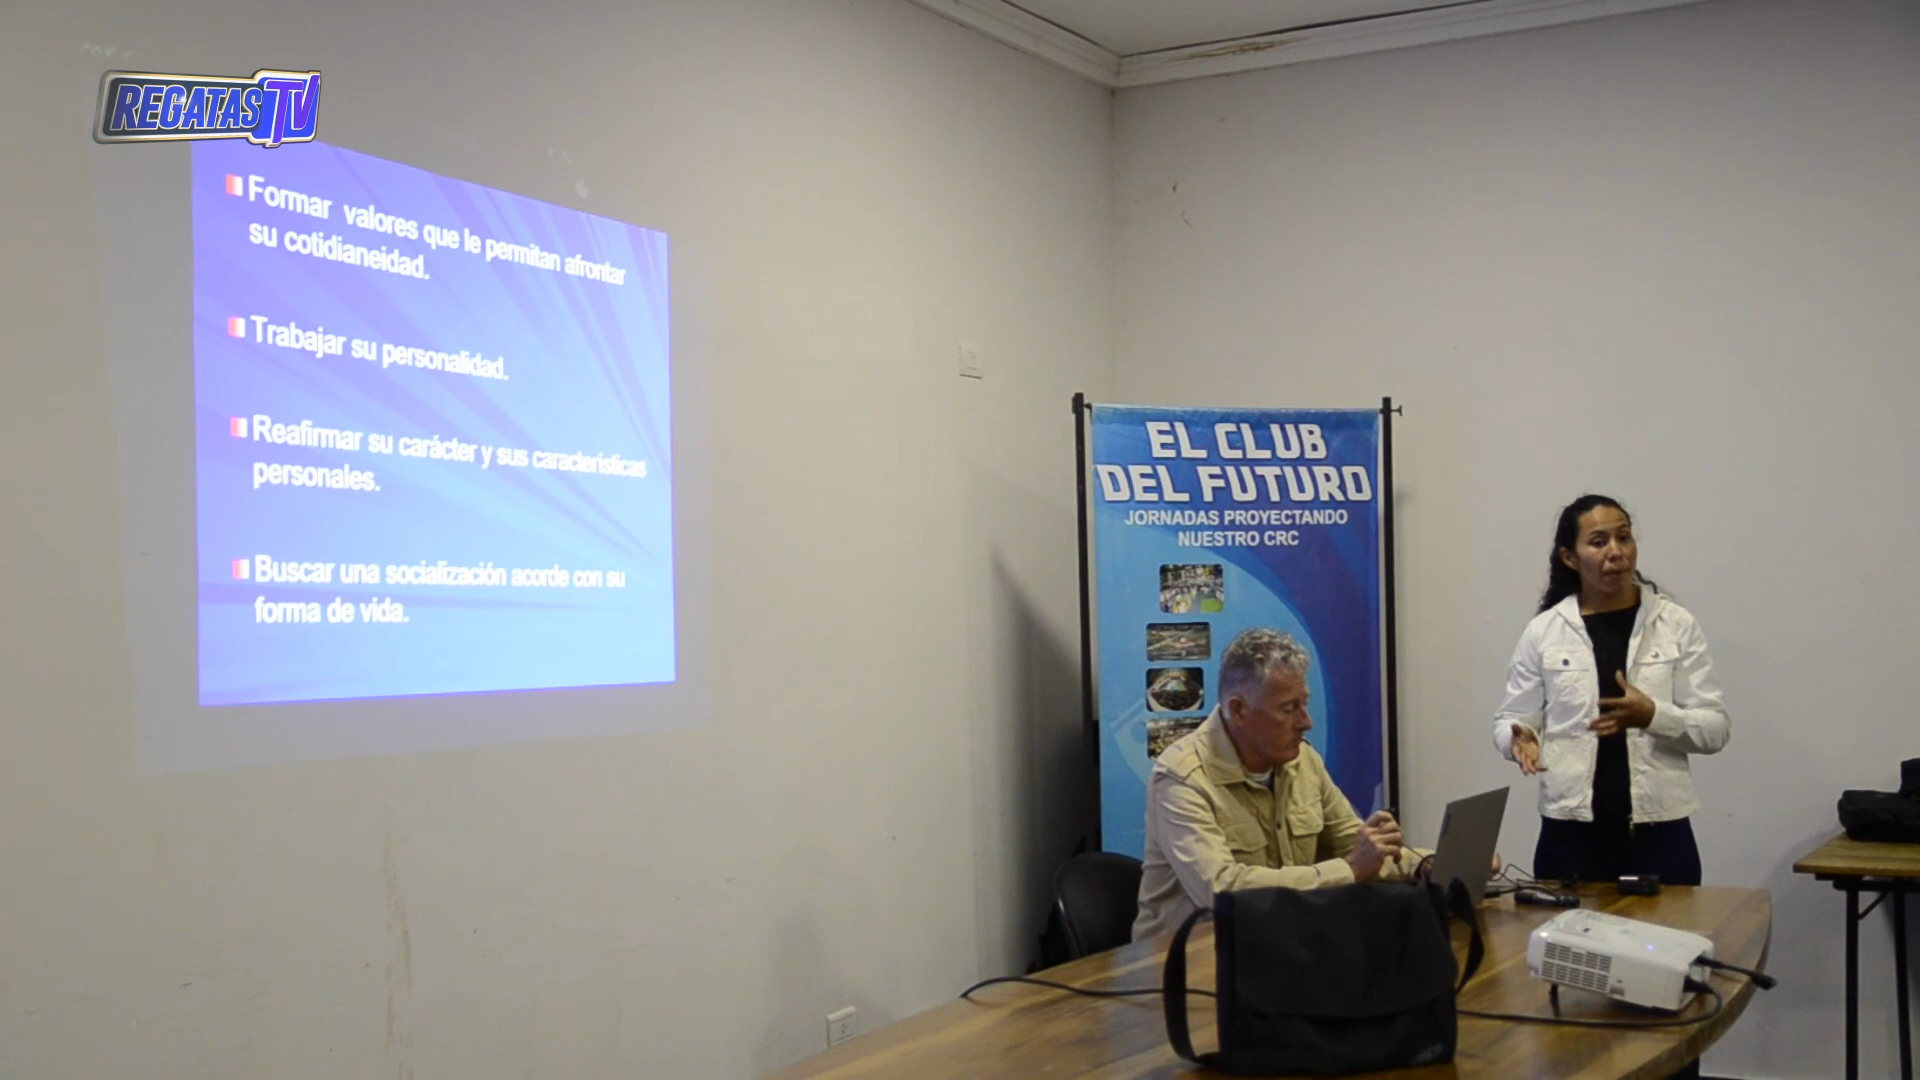 REGATAS TV
Formar valores que le permitan afrontar
su cotidianeidad.
Trabajar su personalidad.
Reafirmar su carácter y sus características
personales.
Buscar una socialización acorde con su
forma de vida.
EL CLUB
DEL FUTURO
JORNADAS PROYECTANDO
NUESTRO CRC